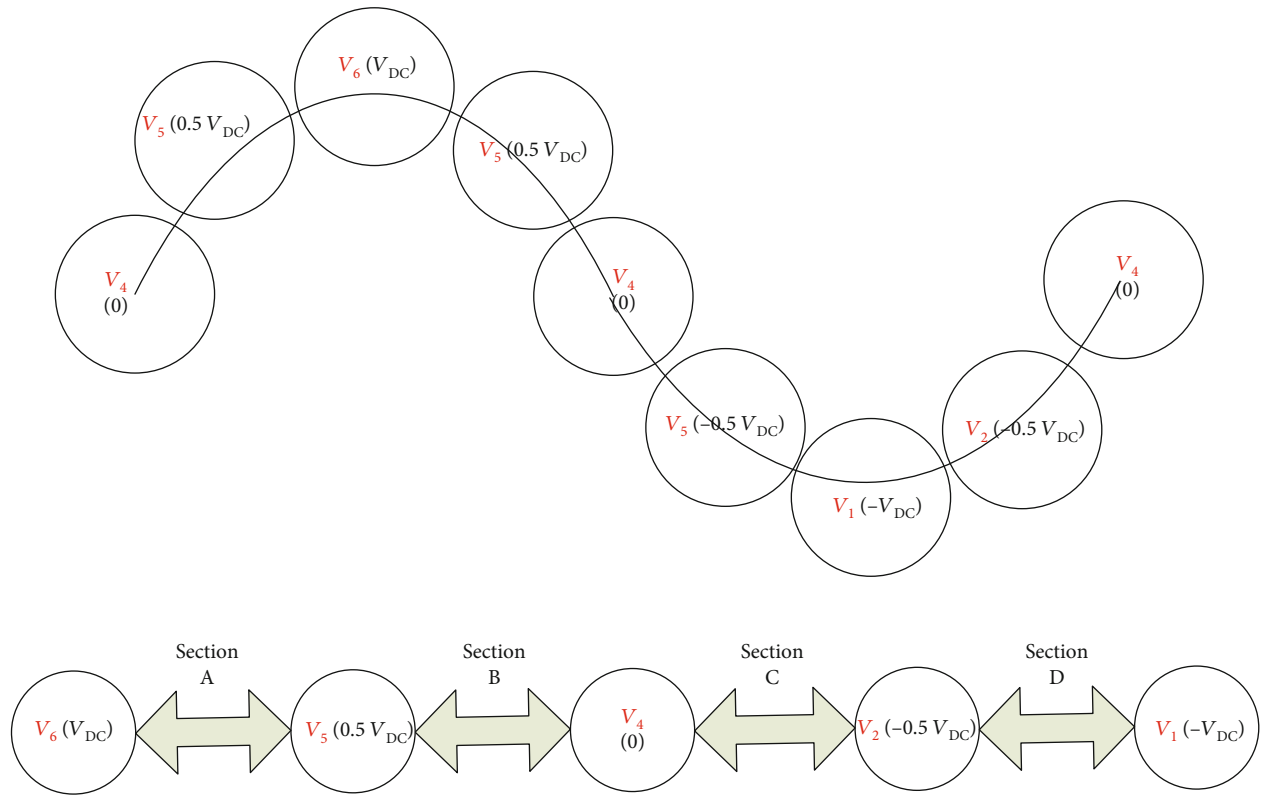 V6 (VDC)
V5 (0.5 VDC)
V5 (0.5 VDC)
V4
(0)
V4
(0)
V4
(0)
V5 (–0.5 VDC)
V2 (–0.5 VDC)
V1 (–VDC)
Section
A
Section
B
Section
C
Section
D
V6 (VDC)
V5 (0.5 VDC)
V4
(0)
V2 (–0.5 VDC)
V1 (–VDC)